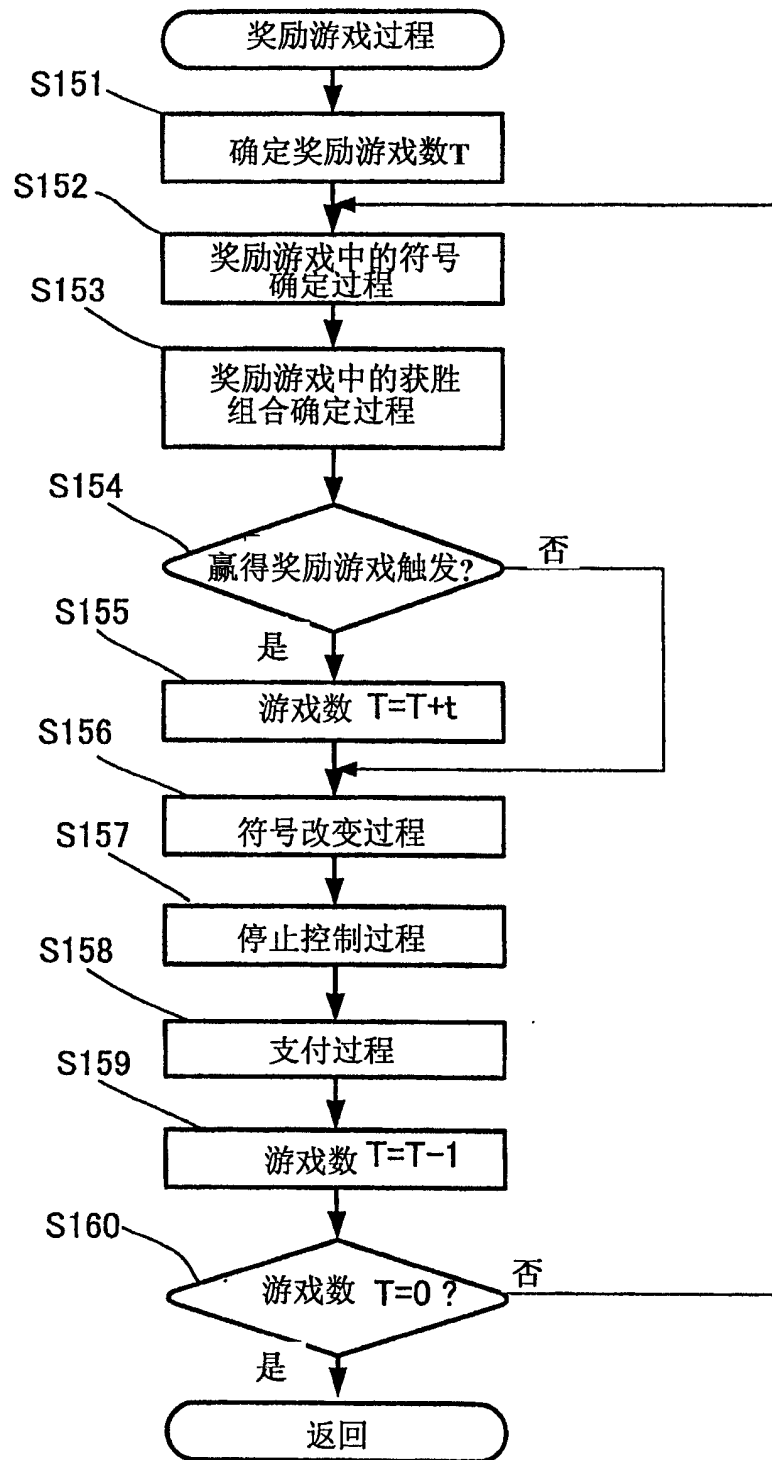 奖励游戏过程
S151
确定奖励游戏数T
S152
奖励游戏中的符号
确定过程
S153
奖励游戏中的获胜
组合确定过程
S154
赢得奖励游戏触发?
否
是
S155
游戏数 T=T+t
S156
符号改变过程
S157
停止控制过程
S158
支付过程
S159
游戏数 T=T-1
S160
游戏数 T=0?
否
是
返回